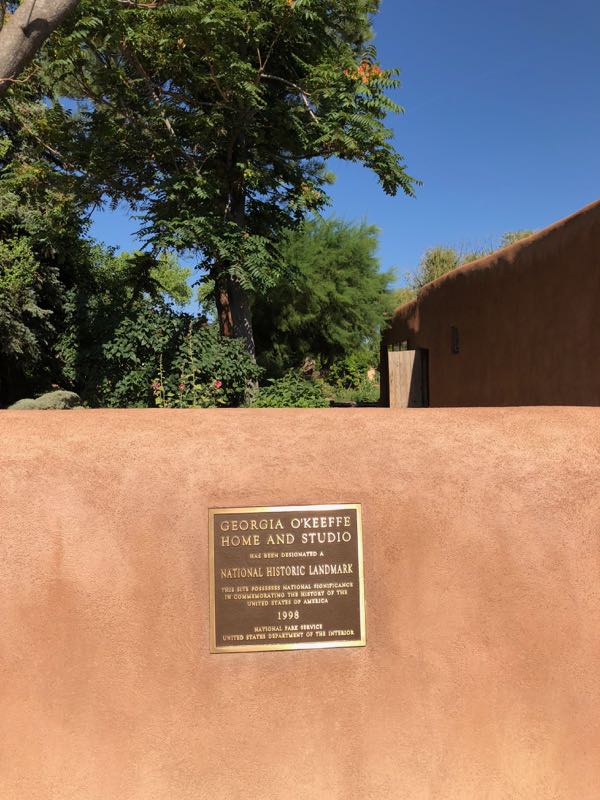 GEORGIA O'KEEFFE
HOME AND STUDIO
HAS BEEN DESIGNATED A
NATIONAL HISTORIC LANDMARK
THIS SITE POSSESSES NATIONAL SIGNIFICANCE
IN COMMEMORATING THE HISTORY OF THE
UNITED STATES OF AMERICA
1998
NATIONAL PARK SERVICE
UNITED STATES DEPARTMENT OF THE INTERIOR